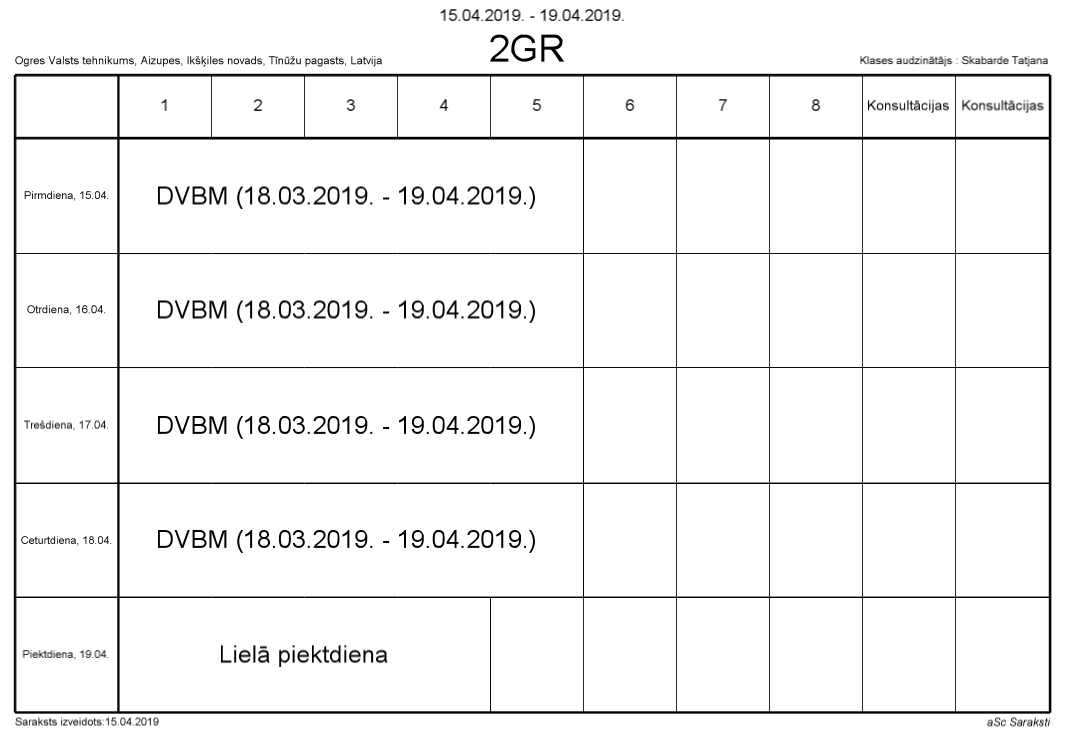 15.04.2019. - 19.04.2019.
2GR
Ogres Valsts tehnikums, Aizupes, Ikšķiles novads, Tīnūžu pagasts, Latvija
Klases audzinātājs : Skabarde Tatjana
1 2 3 4 5 6 7 8 Konsultācijas Konsultācijas
Pirmdiena, 15.04. DVBM (18.03.2019. - 19.04.2019.)
Otrdiena, 16.04. DVBM (18.03.2019. - 19.04.2019.)
Trešdiena, 17.04. DVBM (18.03.2019. - 19.04.2019.)
Ceturtdiena, 18.04. DVBM (18.03.2019. - 19.04.2019.)
Piektdiena, 19.04. Lielā piektdiena
Saraksts izveidots:15.04.2019
aSc Saraksti